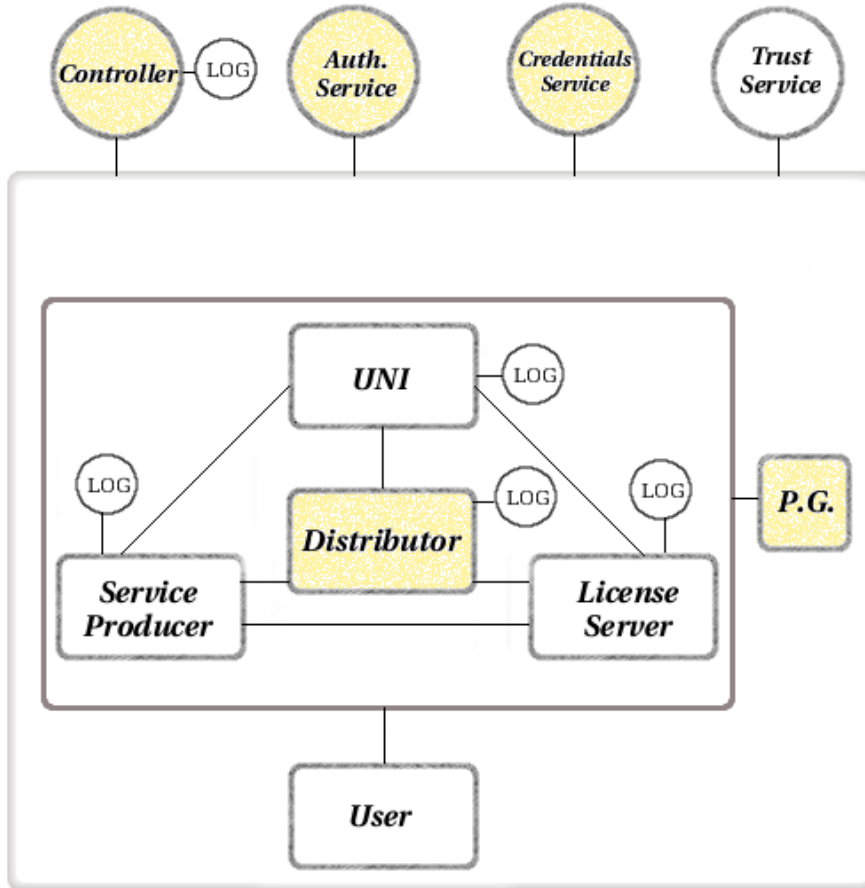 Controller
LOG
Auth.
Service
Credentials
Service
Trust
Service
UNI
LOG
LOG
Distributor
LOG
LOG
P.G.
Service
Producer
License
Server
User